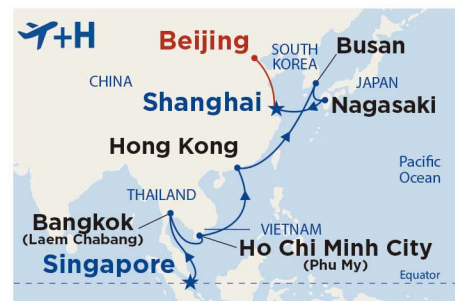 +H
Beijing
SOUTH
KOREA
Busan
CHINA
JAPAN
Shanghai
Nagasaki
Hong Kong
Pacific
Ocean
THAILAND
Bangkok
(Laem Chabang)
VIETNAM
Ho Chi Minh City
(Phu My)
Singapore
Equator